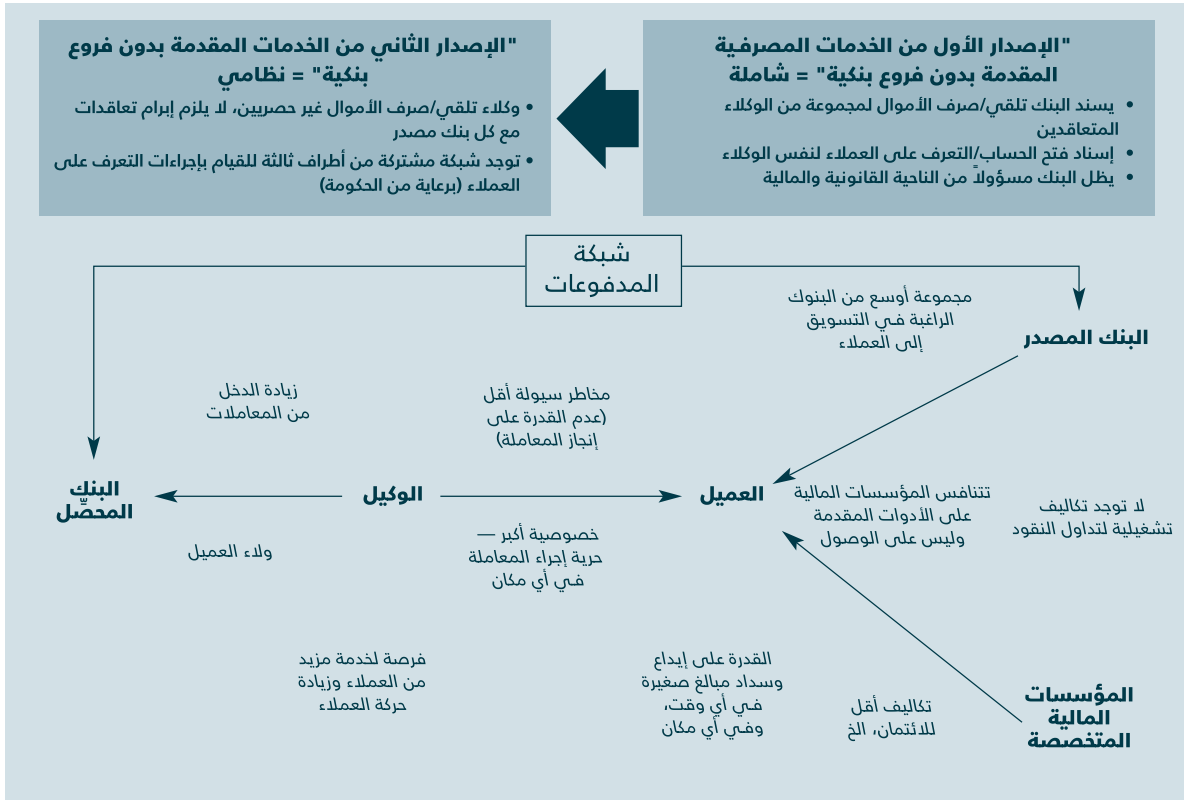 "الإصدار الأول من الخدمات المصرفية
المقدمة بدون فروع بنكية" = شاملة
• يسند البنك تلقي/صرف الأموال لمجموعة من الوكلاء
المتعاقدين
• إسناد فتح الحساب/التعرف على العملاء لنفس الوكلاء
• يظل البنك مسؤولاً من الناحية القانونية والمالية
"الإصدار الثاني من الخدمات المقدمة بدون فروع
بنكية" = نظامي
• وكلاء تلقي/صرف الأموال غير حصريين، لا يلزم إبرام تعاقدات
مع كل بنك مصدر
• توجد شبكة مشتركة من أطراف ثالثة للقيام بإجراءات التعرف على
العملاء (برعاية من الحكومة)
شبكة
المدفوعات
مجموعة أوسع من البنوك
الراغبة في التسويق
إلى العملاء
البنك المصدر
مخاطر سيولة أقل
(عدم القدرة على
إنجاز المعاملة)
زيادة الدخل
من المعاملات
لا توجد تكاليف
تشغيلية لتداول النقود
تتنافس المؤسسات المالية
على الأدوات المقدمة
وليس على الوصول
العميل
الوكيل
البنك
المحصّل
خصوصية أكبر —
حرية إجراء المعاملة
في أي مكان
ولاء العميل
المؤسسات
المالية
المتخصصة
تكاليف أقل
للائتمان، الخ
القدرة على إيداع
وسداد مبالغ صغيرة
في أي وقت،
وفي أي مكان
فرصة لخدمة مزيد
من العملاء وزيادة
حركة العملاء